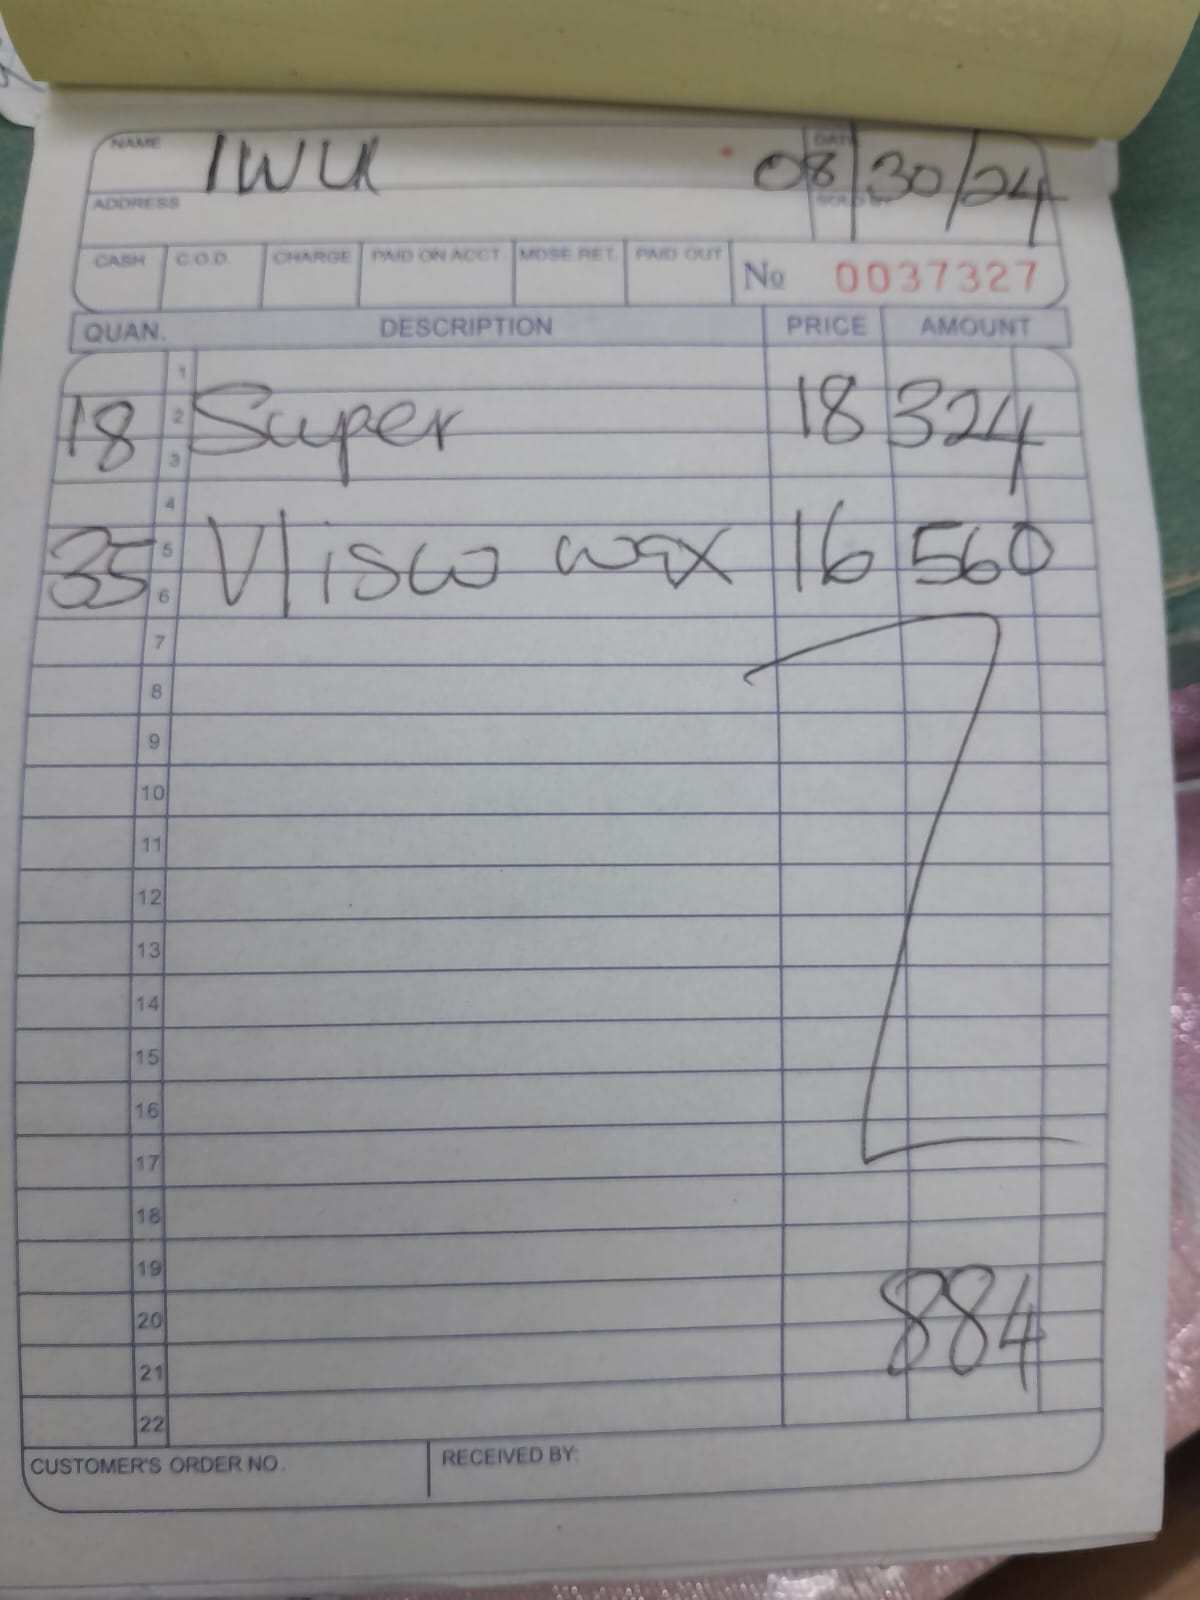 NAME IWU DATE 08/30/24
ADDRESS SOLD BY
CASH C.O.D. CHARGE PAID ON ACCT. MDSE. RET. PAID OUT No 0037327
QUAN. DESCRIPTION PRICE AMOUNT
1
18 2 Super 18 324
3
4
35 5 Vlisco wax 16 560
6
7
8
9
10
11
12
13
14
15
16
17
18
19
20 884
21
22
CUSTOMER'S ORDER NO. RECEIVED BY: